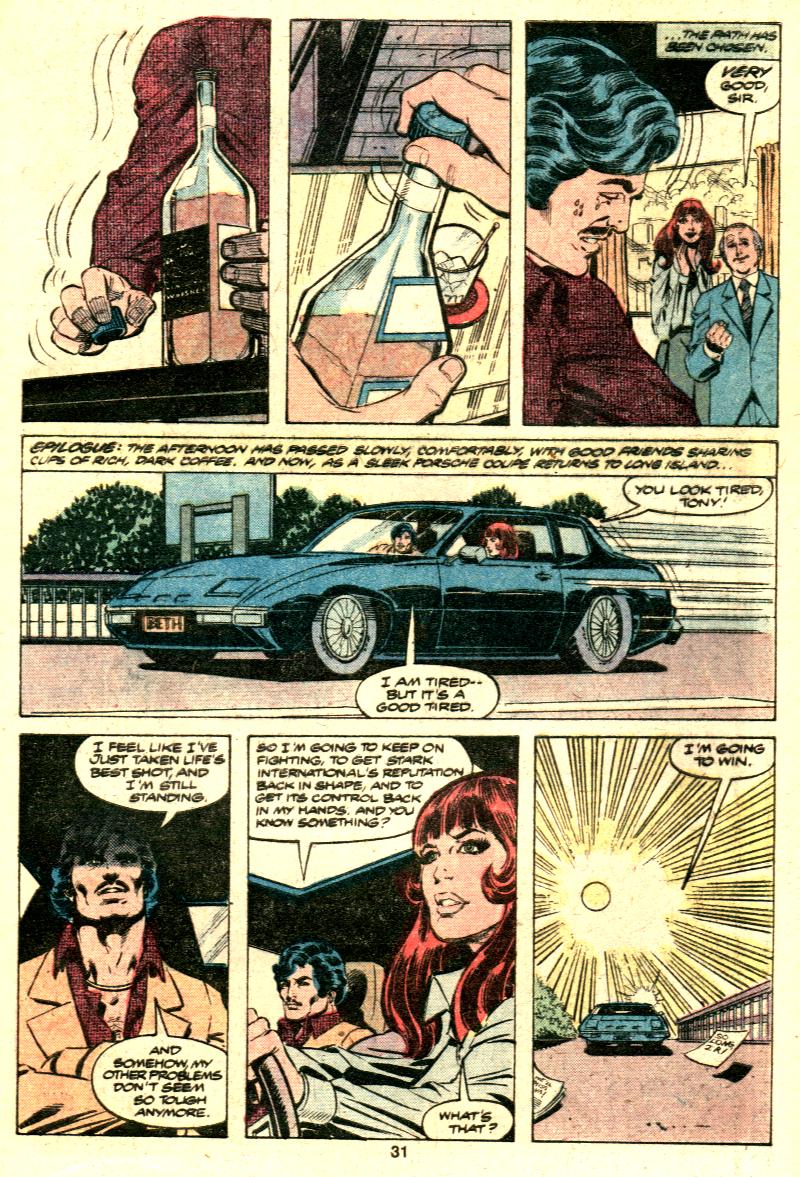 ...THE PATH HAS
BEEN CHOSEN.
VERY
GOOD,
SIR.
WHISKEY
EPILOGUE: THE AFTERNOON HAS PASSED SLOWLY, COMFORTABLY, WITH GOOD FRIENDS SHARING
CUPS OF RICH, DARK COFFEE. AND NOW, AS A SLEEK PORSCHE COUPE RETURNS TO LONG ISLAND...
YOU LOOK TIRED,
TONY!
BETH
I AM TIRED--
BUT IT'S A
GOOD TIRED.
I FEEL LIKE I'VE
JUST TAKEN LIFE'S
BEST SHOT, AND
I'M STILL
STANDING.
AND
SOMEHOW, MY
OTHER PROBLEMS
DON'T SEEM
SO TOUGH
ANYMORE.
SO I'M GOING TO KEEP ON
FIGHTING, TO GET STARK
INTERNATIONAL'S REPUTATION
BACK IN SHAPE, AND TO
GET ITS CONTROL BACK
IN MY HANDS. AND YOU
KNOW SOMETHING?
WHAT'S
THAT?
I'M GOING
TO WIN.
SO
LONG
J.R.!
31